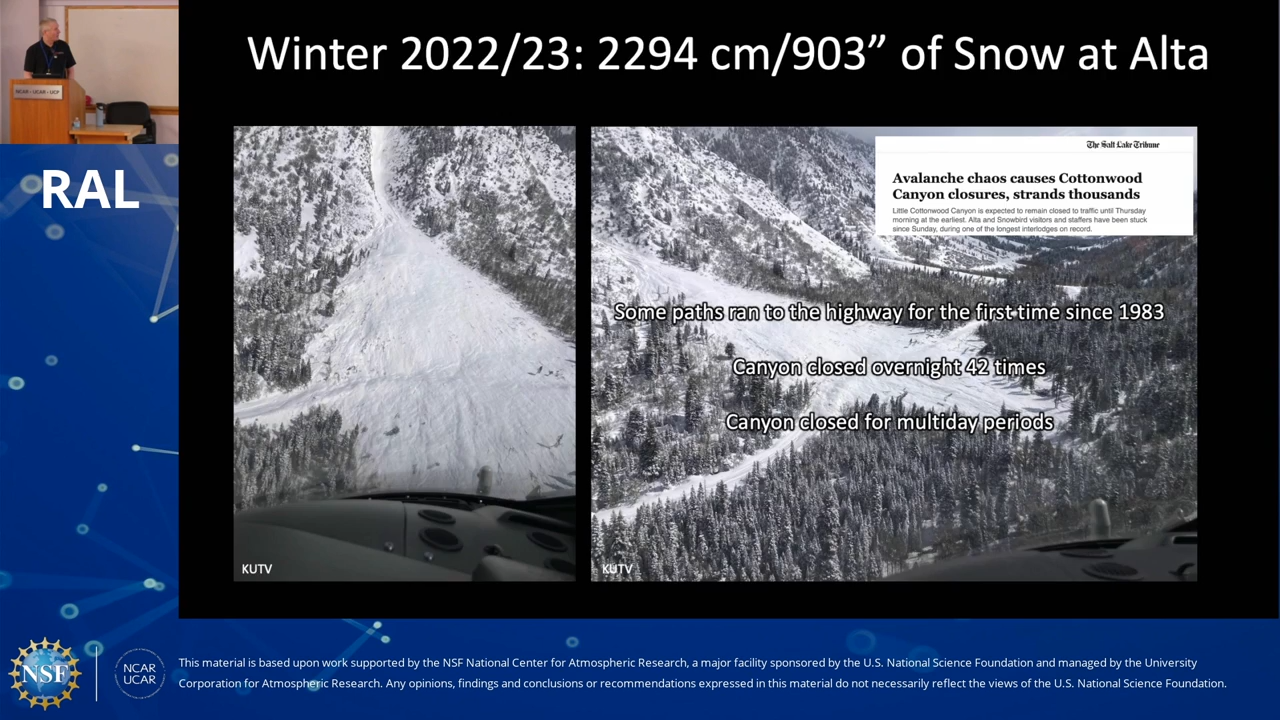 Winter 2022/23: 2294 cm/903” of Snow at Alta
NCAR • UCAR • UCP
RAL
The Salt Lake Tribune
Avalanche chaos causes Cottonwood
Canyon closures, strands thousands
Little Cottonwood Canyon is expected to remain closed to traffic until Thursday
morning at the earliest. Alta and Snowbird visitors and staffers have been stuck
since Sunday, during one of the longest interlodges on record.
Some paths ran to the highway for the first time since 1983
Canyon closed overnight 42 times
Canyon closed for multiday periods
KUTV
KUTV
NSF
NCAR
UCAR
This material is based upon work supported by the NSF National Center for Atmospheric Research, a major facility sponsored by the U.S. National Science Foundation and managed by the University
Corporation for Atmospheric Research. Any opinions, findings and conclusions or recommendations expressed in this material do not necessarily reflect the views of the U.S. National Science Foundation.